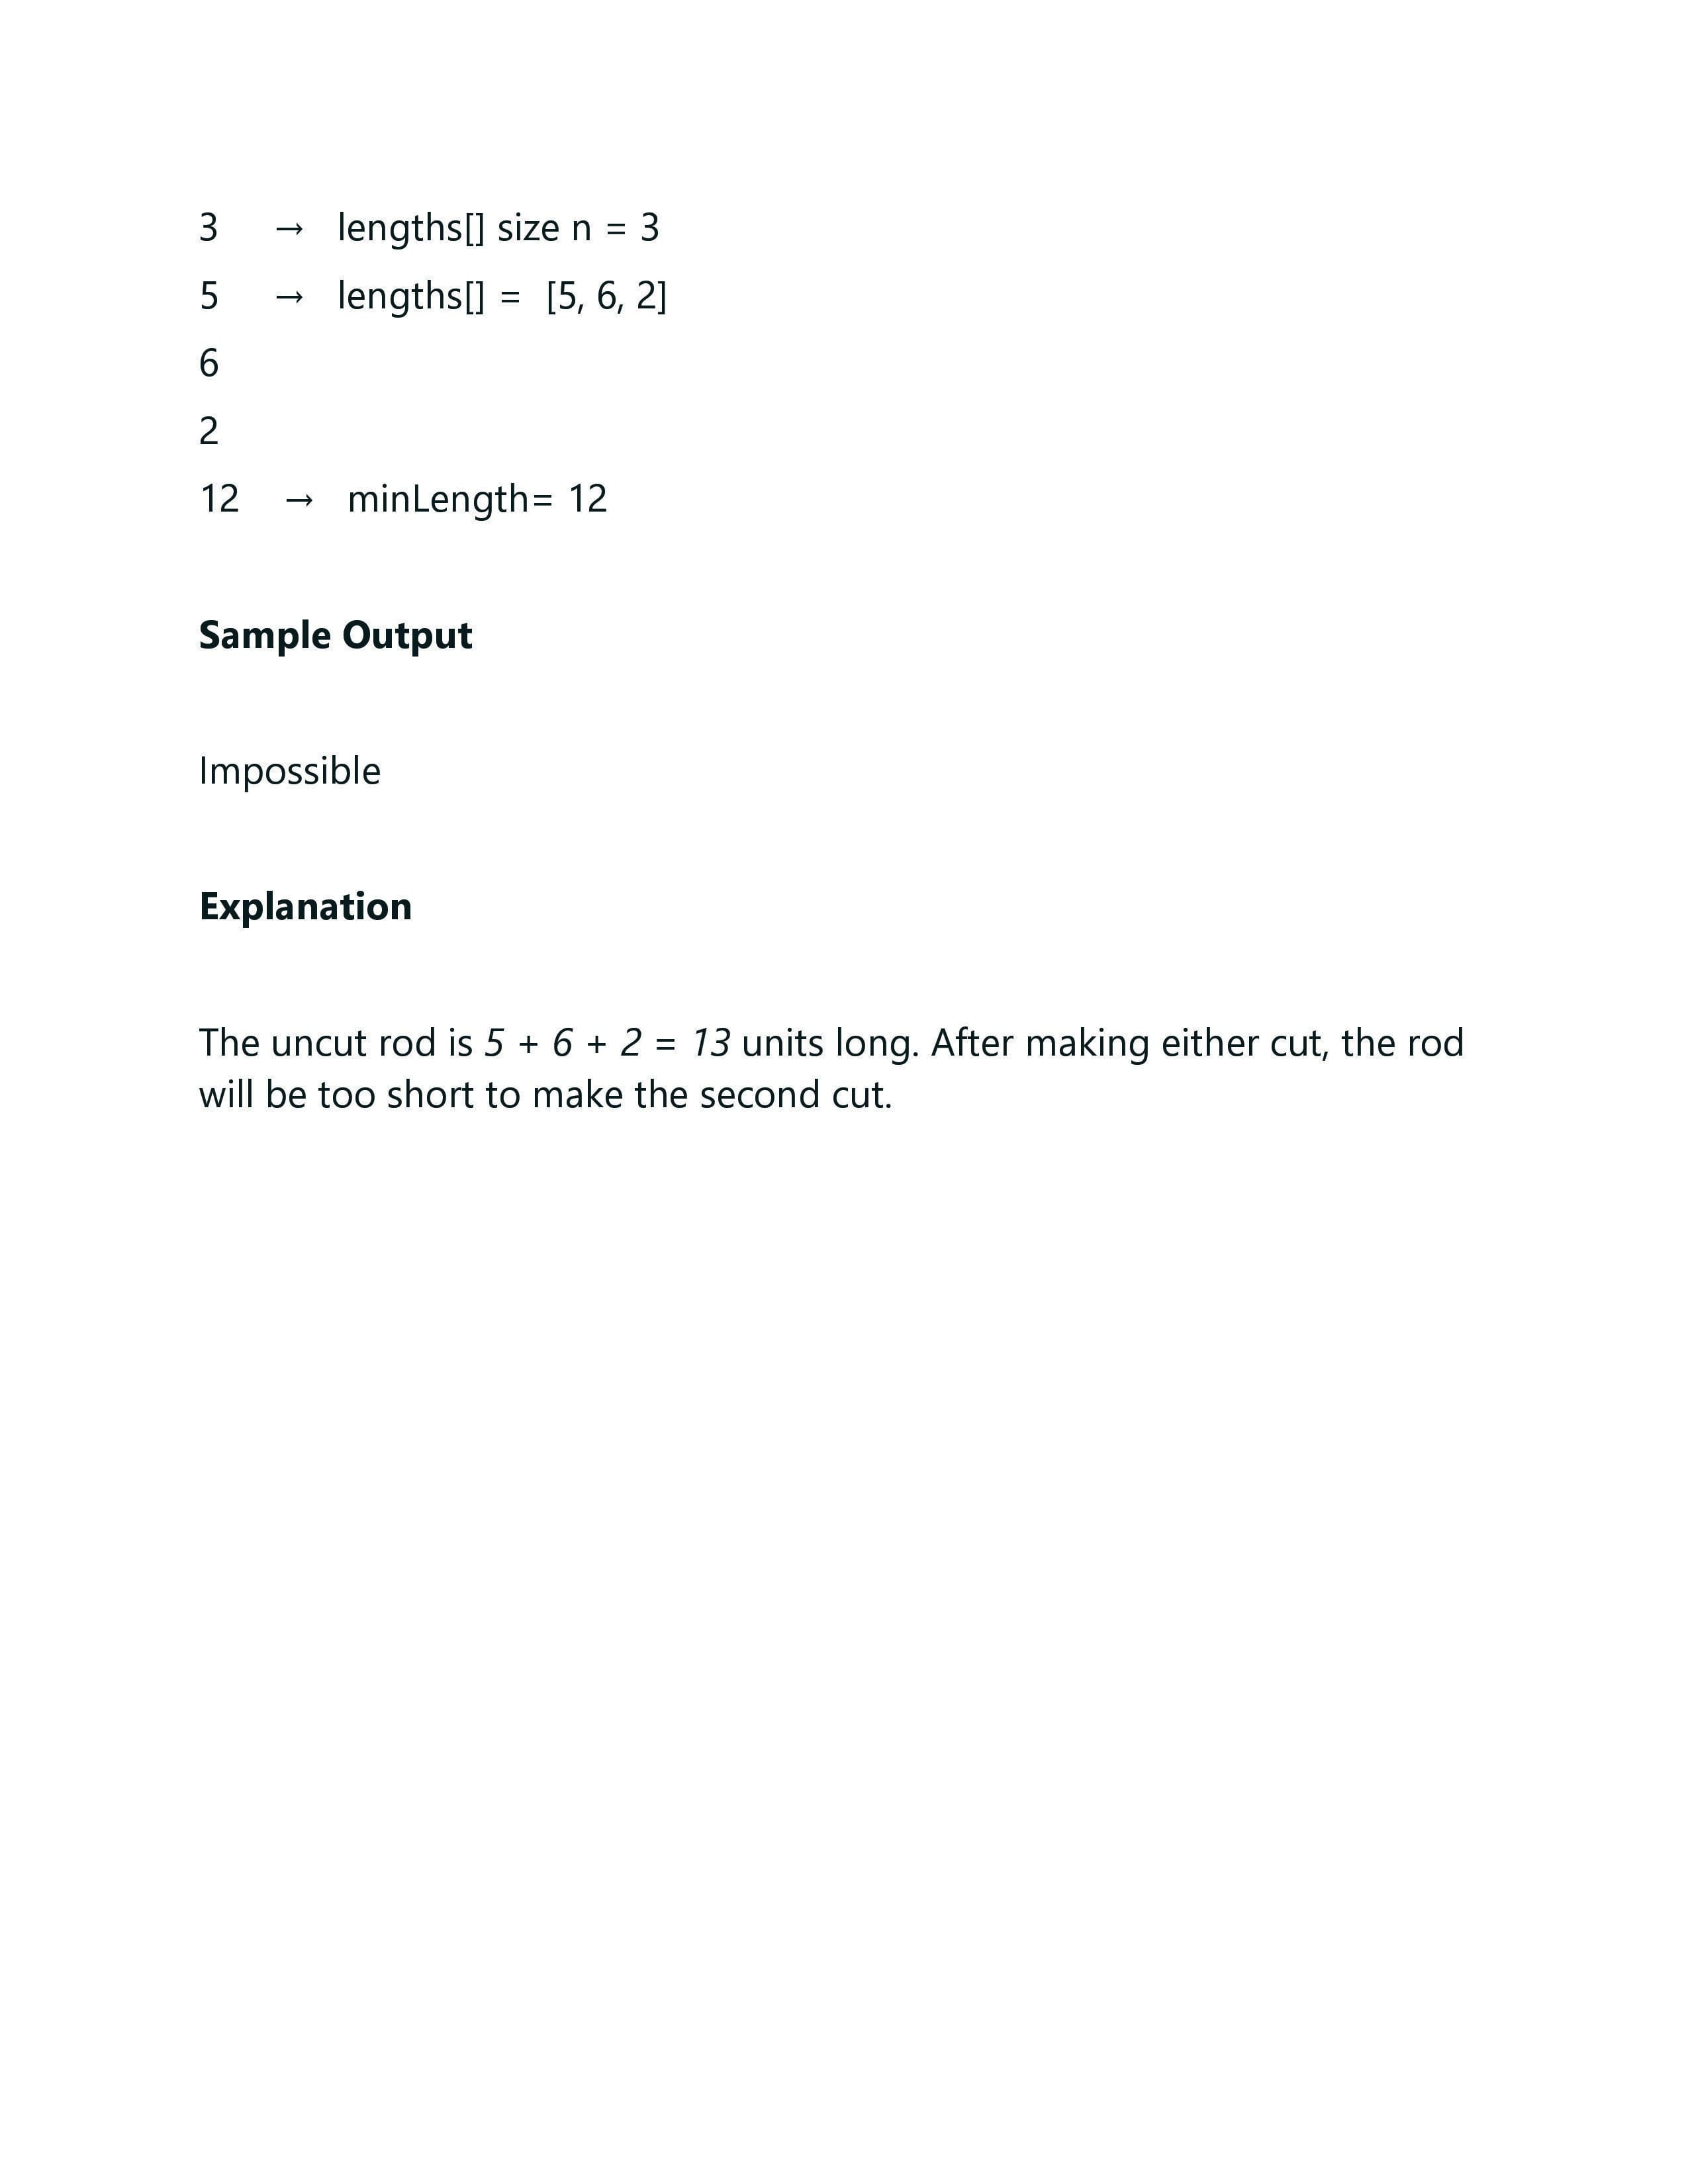 3 → lengths[] size n = 3
5 → lengths[] = [5, 6, 2]
6
2
12 → minLength= 12
Sample Output
Impossible
Explanation
The uncut rod is 5 + 6 + 2 = 13 units long. After making either cut, the rod
will be too short to make the second cut.